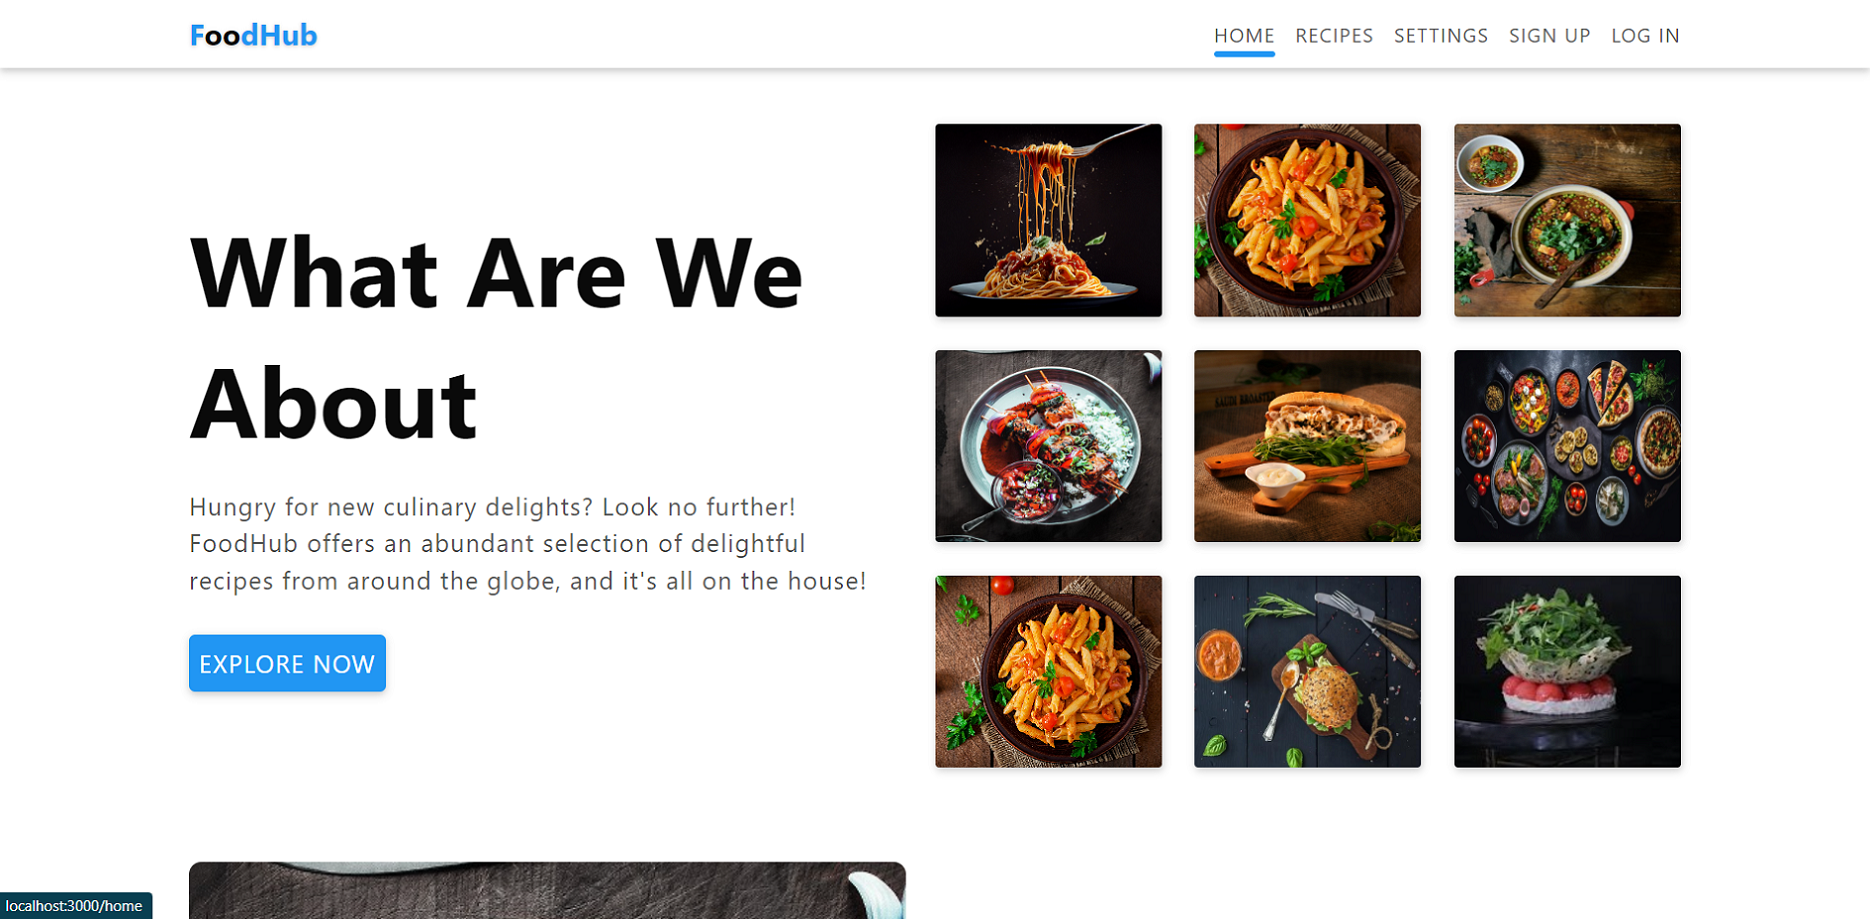 FoodHub
HOME RECIPES SETTINGS SIGN UP LOG IN
What Are We
About
Hungry for new culinary delights? Look no further!
FoodHub offers an abundant selection of delightful
recipes from around the globe, and it's all on the house!
EXPLORE NOW
localhost:3000/home